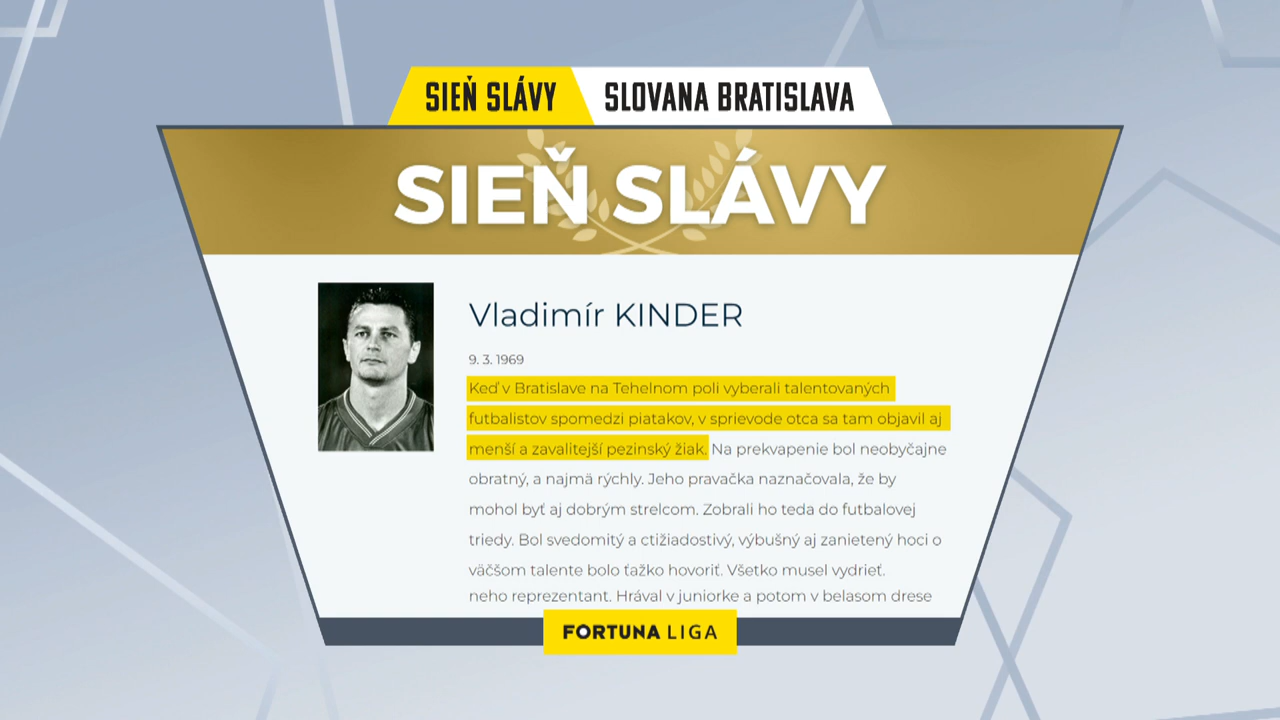 SIEŇ SLÁVY SLOVANA BRATISLAVA
SIEŇ SLÁVY
Vladimír KINDER
9. 3. 1969
Keď v Bratislave na Tehelnom poli vyberali talentovaných
futbalistov spomedzi piatakov, v sprievode otca sa tam objavil aj
menší a zavalitejší pezinský žiak. Na prekvapenie bol neobyčajne
obratný, a najmä rýchly. Jeho pravačka naznačovala, že by
mohol byť aj dobrým strelcom. Zobrali ho teda do futbalovej
triedy. Bol svedomitý a ctižiadostivý, výbušný aj zanietený hoci o
väčšom talente bolo ťažko hovoriť. Všetko musel vydrieť.
neho reprezentant. Hrával v juniorke a potom v belasom drese
FORTUNA LIGA